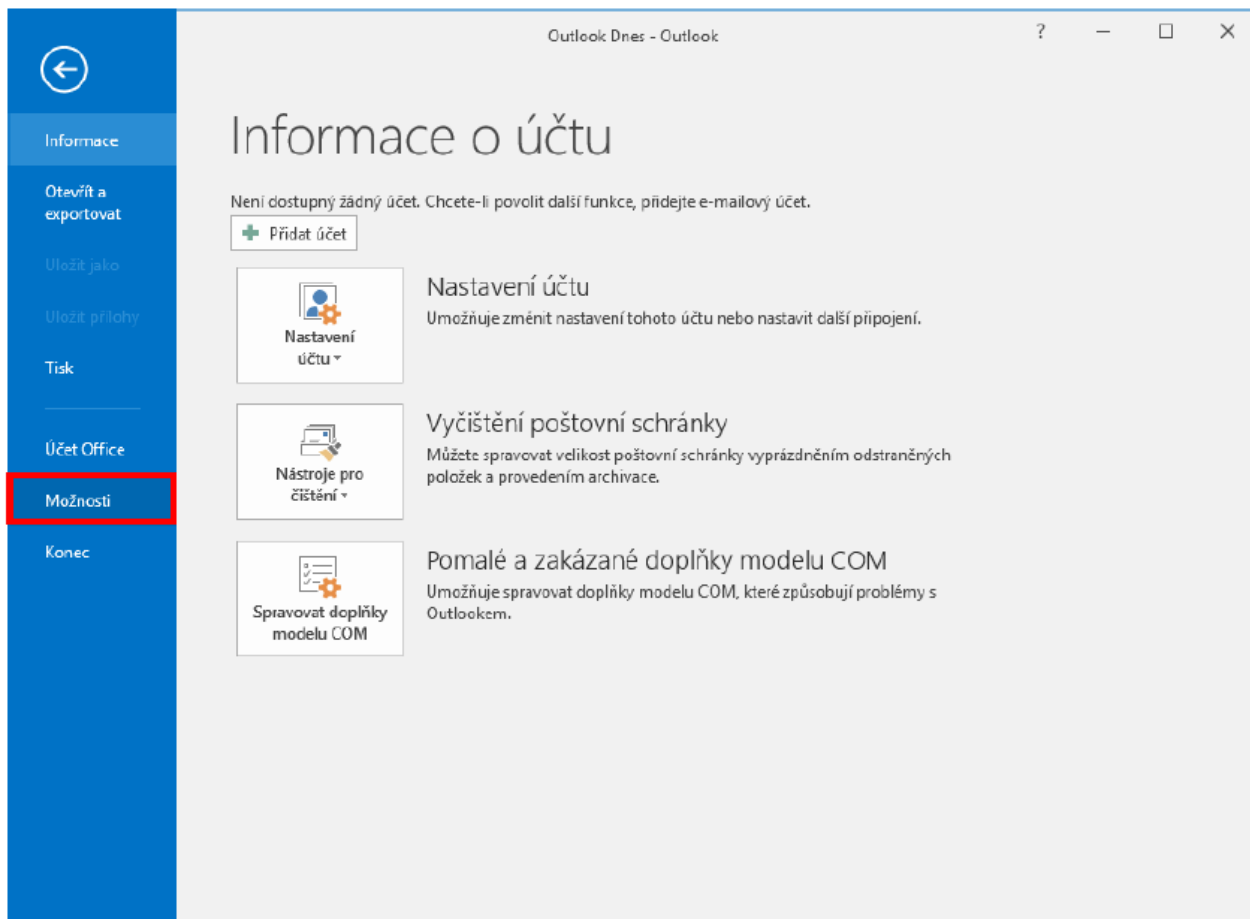 Outlook Dnes - Outlook
?
Informace
Otevřít a
exportovat
Uložit jako
Uložit přílohy
Tisk
Účet Office
Možnosti
Konec
Informace o účtu
Není dostupný žádný účet. Chcete-li povolit další funkce, přidejte e-mailový účet.
Přidat účet
Nastavení
účtu
Nastavení účtu
Umožňuje změnit nastavení tohoto účtu nebo nastavit další připojení.
Nástroje pro
čištění
Vyčištění poštovní schránky
Můžete spravovat velikost poštovní schránky vyprázdněním odstraněných
položek a provedením archivace.
Spravovat doplňky
modelu COM
Pomalé a zakázané doplňky modelu COM
Umožňuje spravovat doplňky modelu COM, které způsobují problémy s
Outlookem.